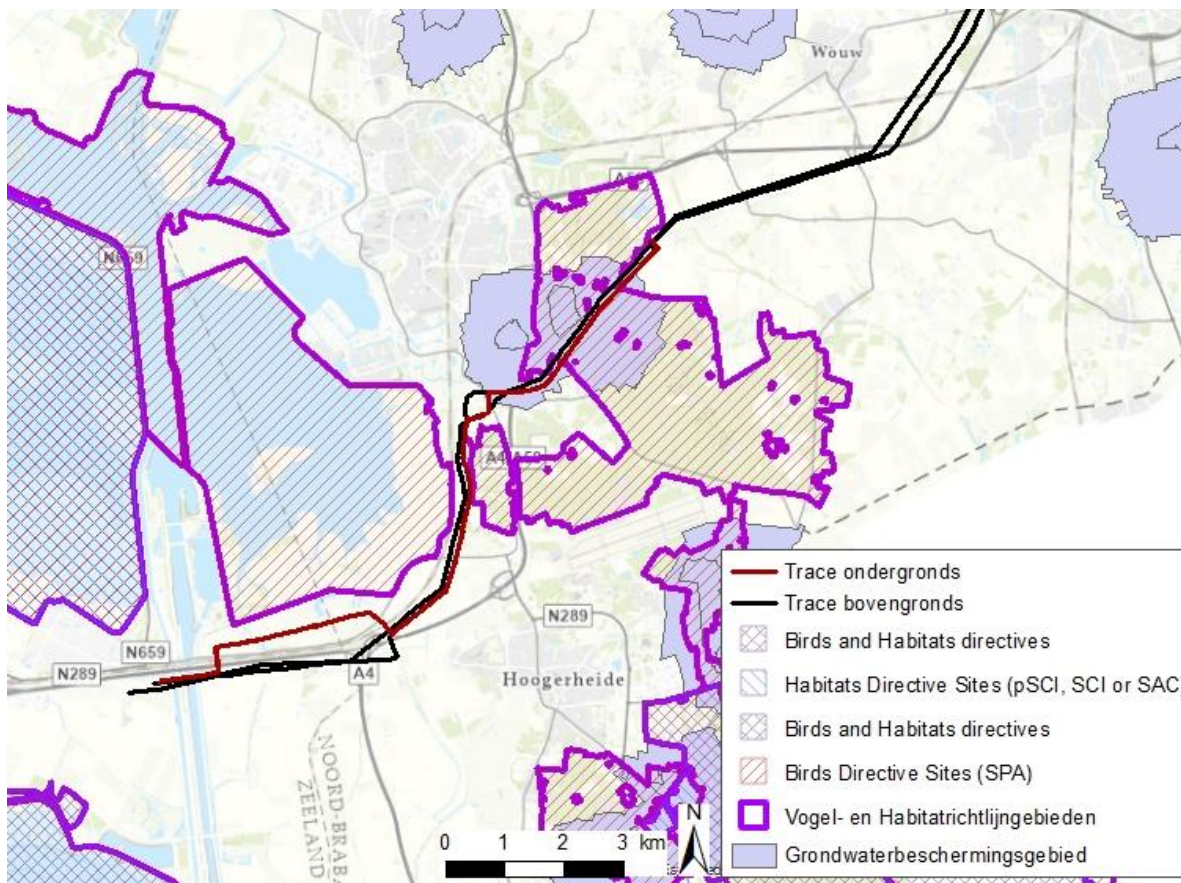 Wouw
N659
A4
N289
N659
N289
A4
Hoogerheide
NOORD-BRABA
ZEELAND
N
0 1 2 3 km
Trace ondergronds
Trace bovengronds
Birds and Habitats directives
Habitats Directive Sites (pSCI, SCI or SAC)
Birds and Habitats directives
Birds Directive Sites (SPA)
Vogel- en Habitatrichtlijngebieden
Grondwaterbeschermingsgebied